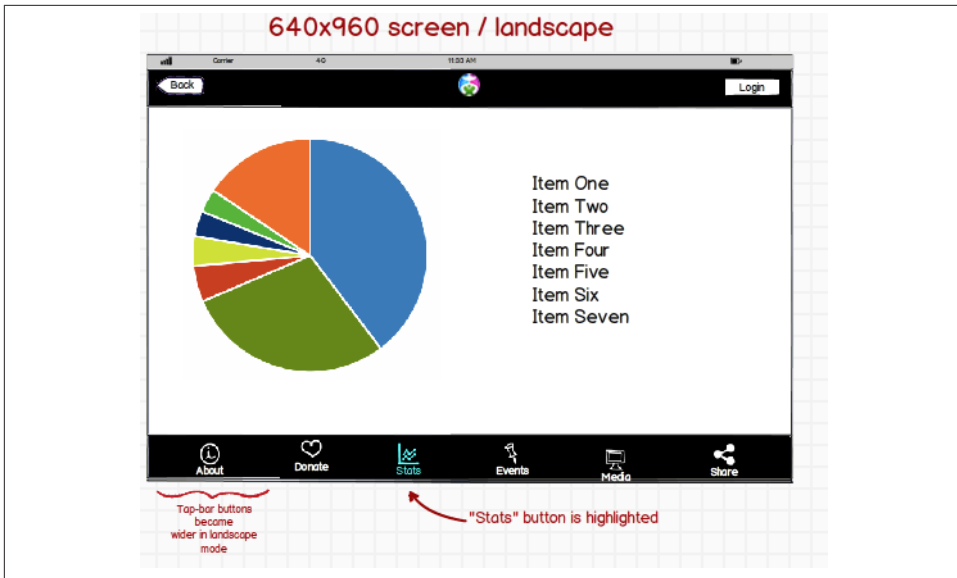 640x960 screen / landscape
Carrier 4G 11:33 AM
Back Login
Item One
Item Two
Item Three
Item Four
Item Five
Item Six
Item Seven
About Donate Stats Events Media Share
Tap-bar buttons
became
wider in landscape
mode
"Stats" button is highlighted